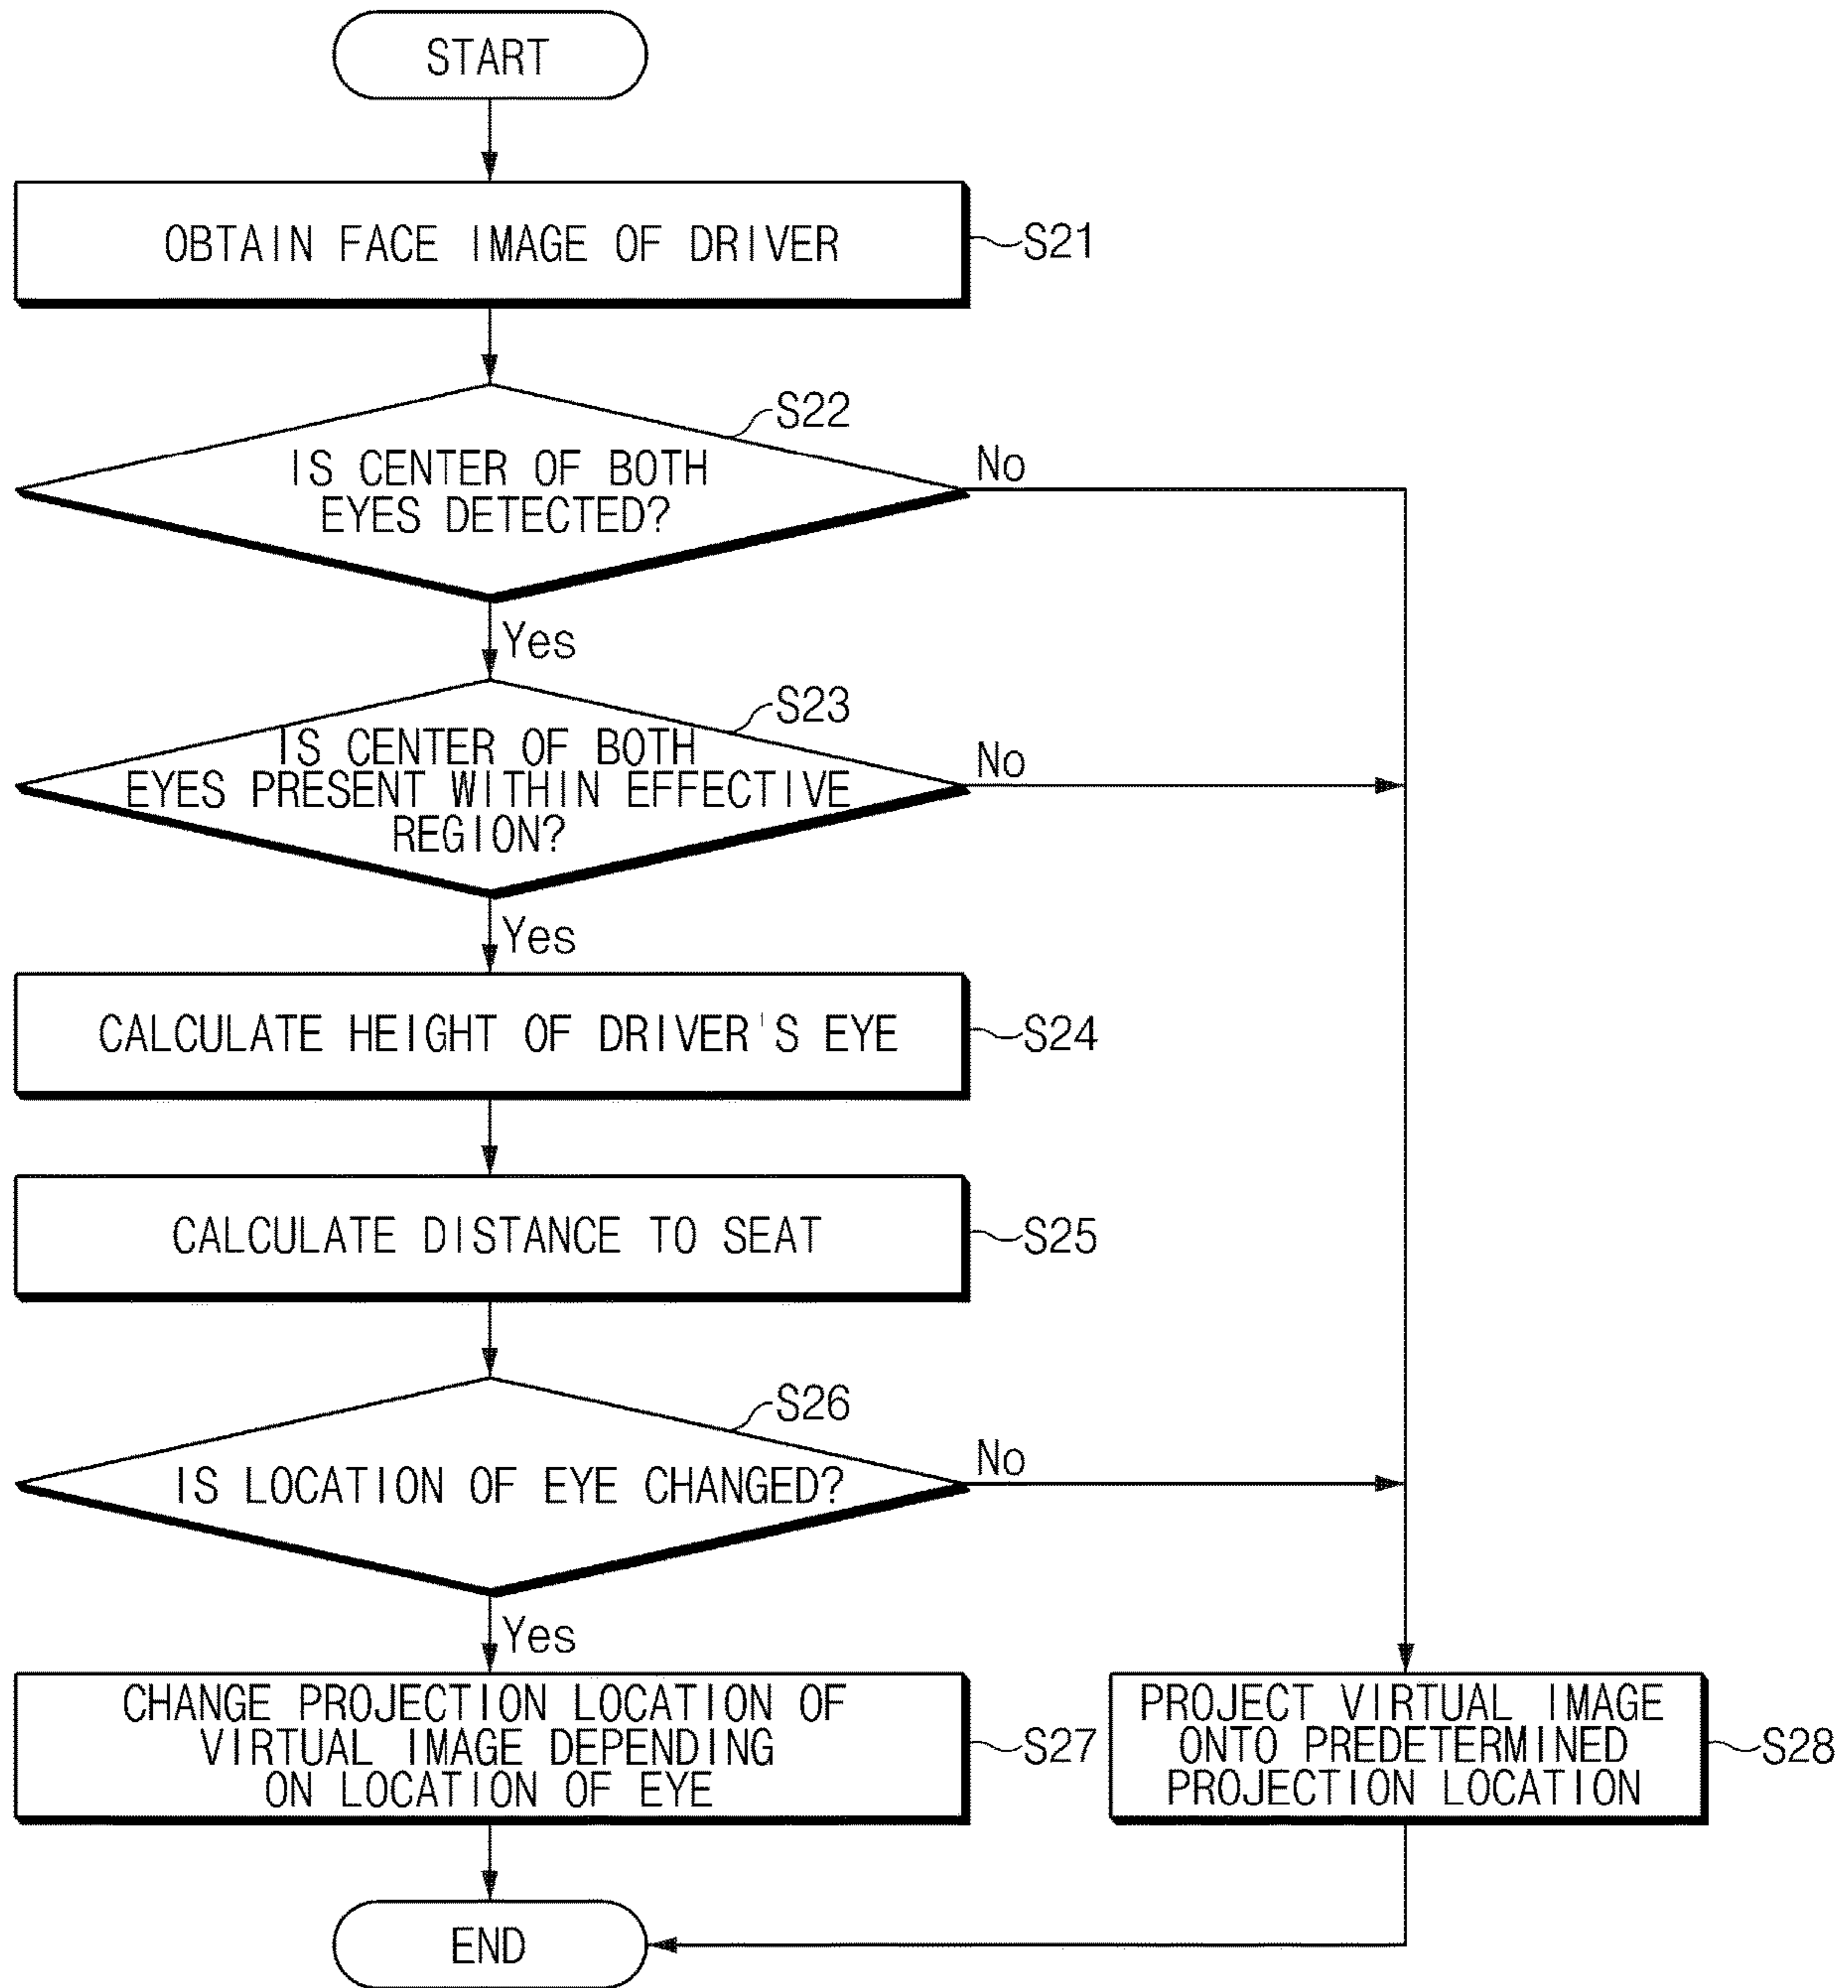 START
OBTAIN FACE IMAGE OF DRIVER
S21
S22
IS CENTER OF BOTH
EYES DETECTED?
No
Yes
S23
IS CENTER OF BOTH
EYES PRESENT WITHIN EFFECTIVE
REGION?
No
Yes
CALCULATE HEIGHT OF DRIVER'S EYE
S24
CALCULATE DISTANCE TO SEAT
S25
S26
IS LOCATION OF EYE CHANGED?
No
Yes
CHANGE PROJECTION LOCATION OF
VIRTUAL IMAGE DEPENDING
ON LOCATION OF EYE
S27
PROJECT VIRTUAL IMAGE
ONTO PREDETERMINED
PROJECTION LOCATION
S28
END